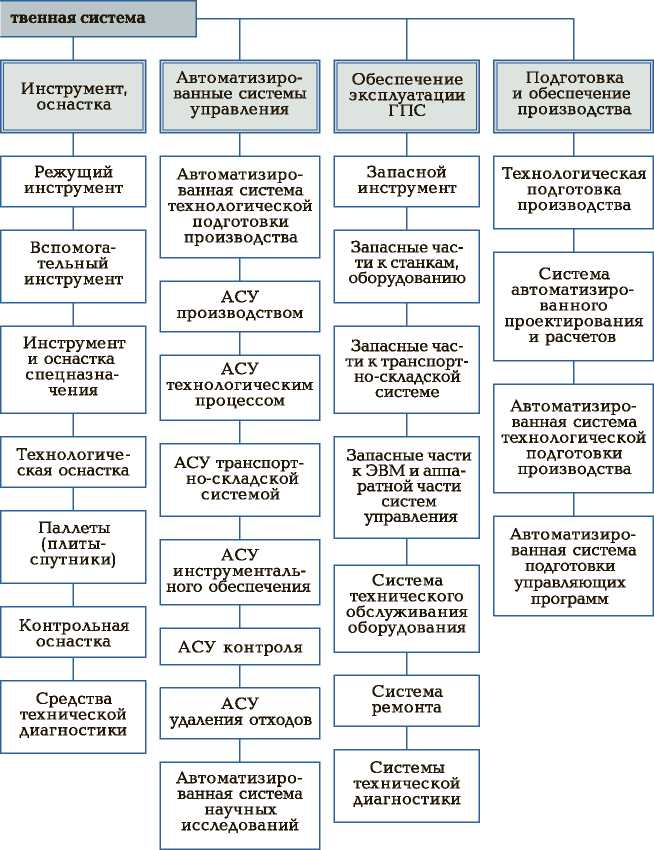 твенная система
Инструмент,
оснастка
Режущий
инструмент
Вспомога-
тельный
инструмент
Инструмент
и оснастка
спецназна-
чения
Технологиче-
ская оснастка
Паллеты
(плиты-
спутники)
Контрольная
оснастка
Средства
технической
диагностики
Автоматизиро-
ванные системы
управления
Автоматизиро-
ванная система
технологической
подготовки
производства
АСУ
производством
АСУ
технологическим
процессом
АСУ транспорт-
но-складской
системой
АСУ
инструменталь-
ного обеспечения
АСУ контроля
АСУ
удаления отходов
Автоматизиро-
ванная система
научных
исследований
Обеспечение
эксплуатации
ГПС
Запасной
инструмент
Запасные час-
ти к станкам,
оборудованию
Запасные час-
ти к транспорт-
но-складской
системе
Запасные части
к ЭВМ и аппа-
ратной части
систем
управления
Система
технического
обслуживания
оборудования
Система
ремонта
Системы
технической
диагностики
Подготовка
и обеспечение
производства
Технологическая
подготовка
производства
Система
автоматизиро-
ванного
проектирования
и расчетов
Автоматизиро-
ванная система
технологической
подготовки
производства
Автоматизиро-
ванная система
подготовки
управляющих
программ